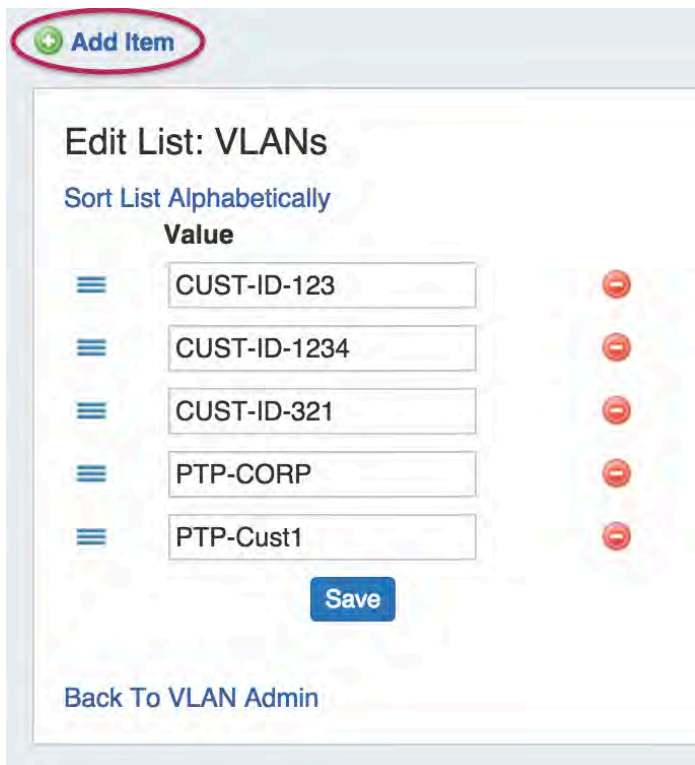 Add Item
Edit List: VLANs
Sort List Alphabetically
Value
CUST-ID-123
CUST-ID-1234
CUST-ID-321
PTP-CORP
PTP-Cust1
Save
Back To VLAN Admin